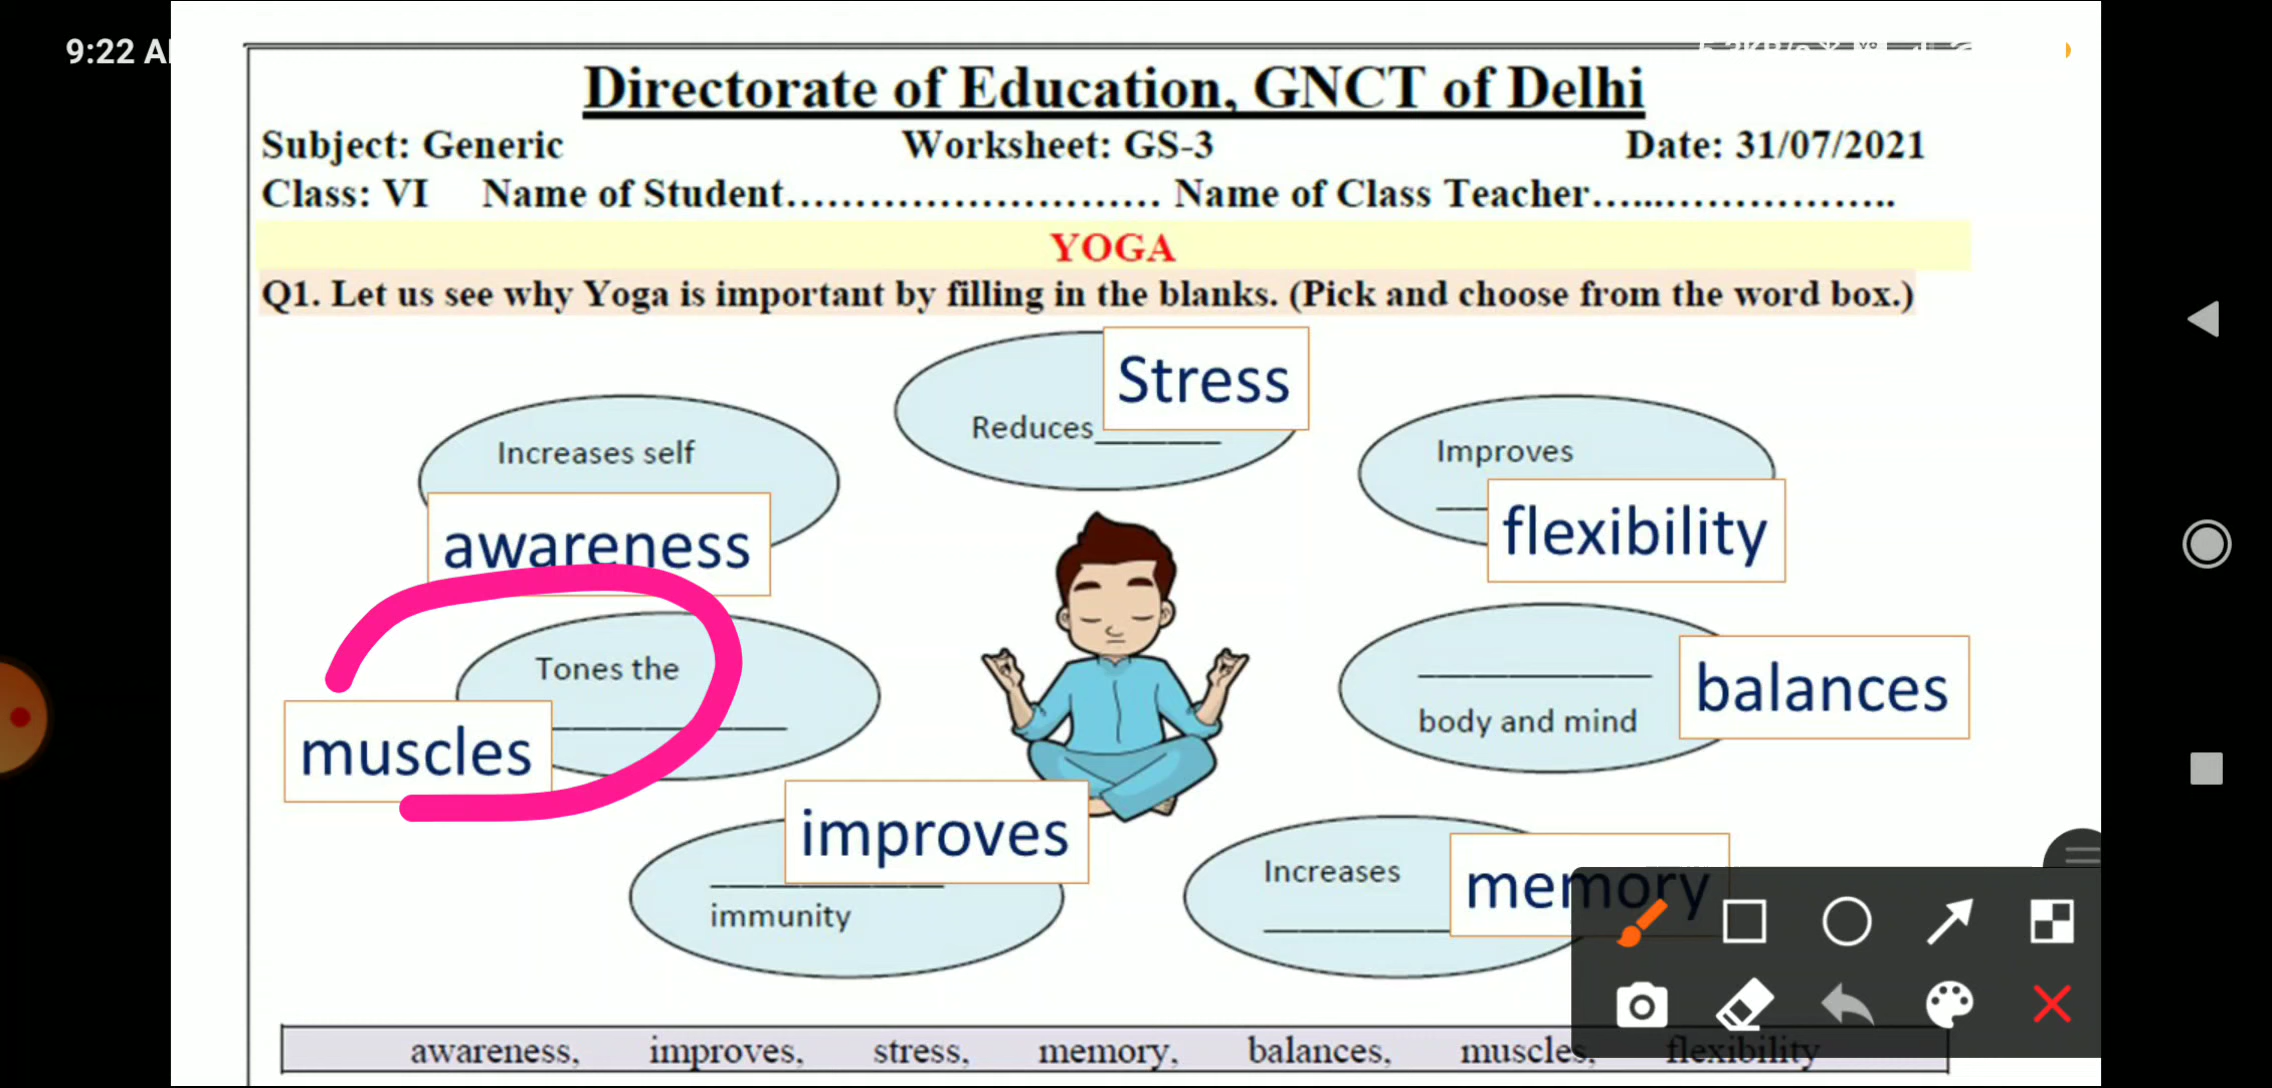 9:22 A
Directorate of Education, GNCT of Delhi
Subject: Generic Worksheet: GS-3 Date: 31/07/2021
Class: VI Name of Student........................... Name of Class Teacher......................
YOGA
Q1. Let us see why Yoga is important by filling in the blanks. (Pick and choose from the word box.)
Stress
Reduces_______
Increases self
awareness
Improves
flexibility
Tones the
muscles
balances
body and mind
improves
immunity
Increases
memory
awareness, improves, stress, memory, balances, muscles, flexibility